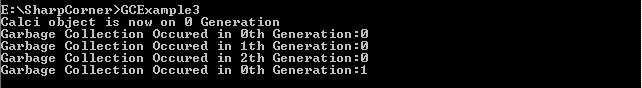 E:\SharpCorner>GCExample3
Calci object is now on 0 Generation
Garbage Collection Occured in 0th Generation:0
Garbage Collection Occured in 1th Generation:0
Garbage Collection Occured in 2th Generation:0
Garbage Collection Occured in 0th Generation:1